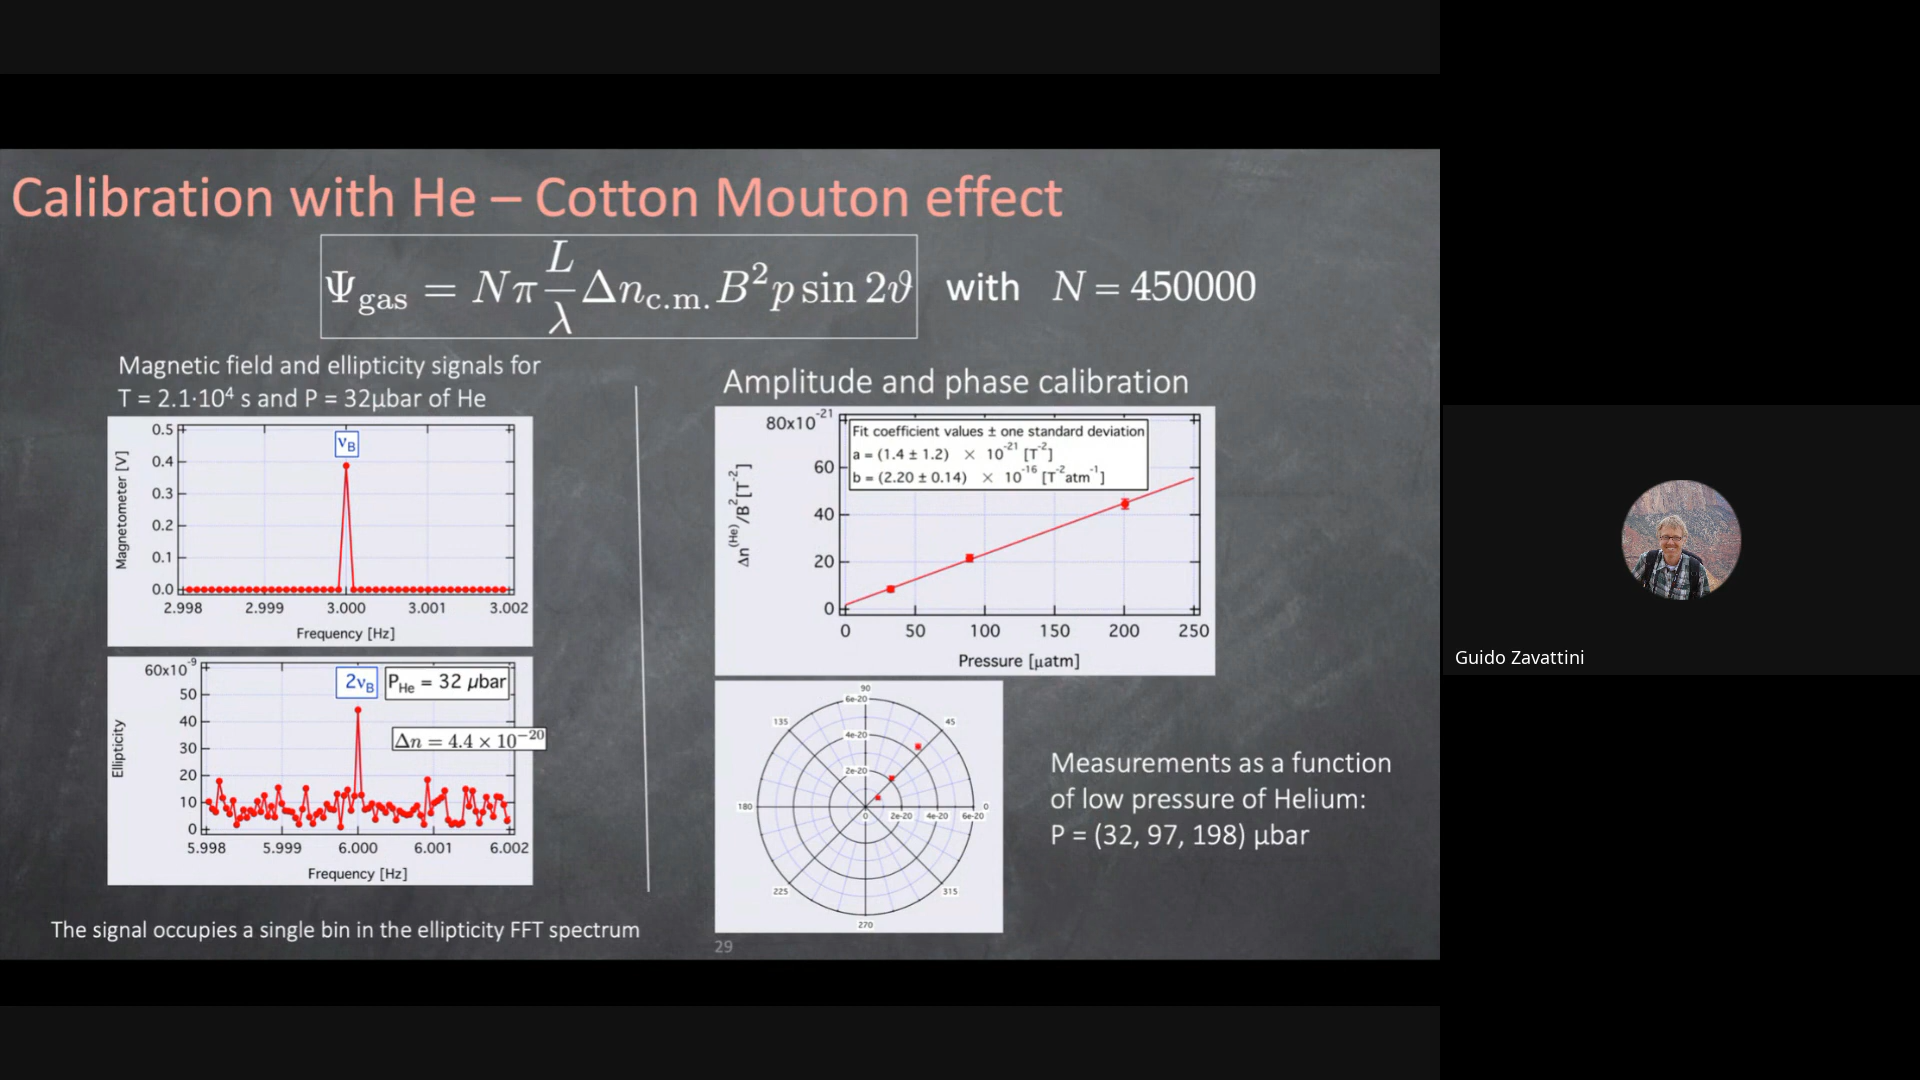 Calibration with He – Cotton Mouton effect
Ψgas = Nπ L/λ Δn_c.m. B² p sin 2ϑ with N = 450000
Magnetic field and ellipticity signals for
T = 2.1·10⁴ s and P = 32µbar of He
Magnetometer [V]
0.5
0.4
0.3
0.2
0.1
0.0
νB
2.998 2.999 3.000 3.001 3.002
Frequency [Hz]
Ellipticity
60x10⁻⁹
50
40
30
20
10
0
2νB
P_He = 32 µbar
Δn = 4.4 × 10⁻²⁰
5.998 5.999 6.000 6.001 6.002
Frequency [Hz]
The signal occupies a single bin in the ellipticity FFT spectrum
Amplitude and phase calibration
Δn⁽ᴴᵉ⁾/B² [T⁻²]
80x10⁻²¹
60
40
20
0
Fit coefficient values ± one standard deviation
a = (1.4 ± 1.2) × 10⁻²¹ [T⁻²]
b = (2.20 ± 0.14) × 10⁻¹⁶ [T⁻² atm⁻¹]
0 50 100 150 200 250
Pressure [µatm]
90
6e-20
135
45
4e-20
2e-20
180
0
0 2e-20 4e-20 6e-20
225
315
270
Measurements as a function
of low pressure of Helium:
P = (32, 97, 198) µbar
29
Guido Zavattini